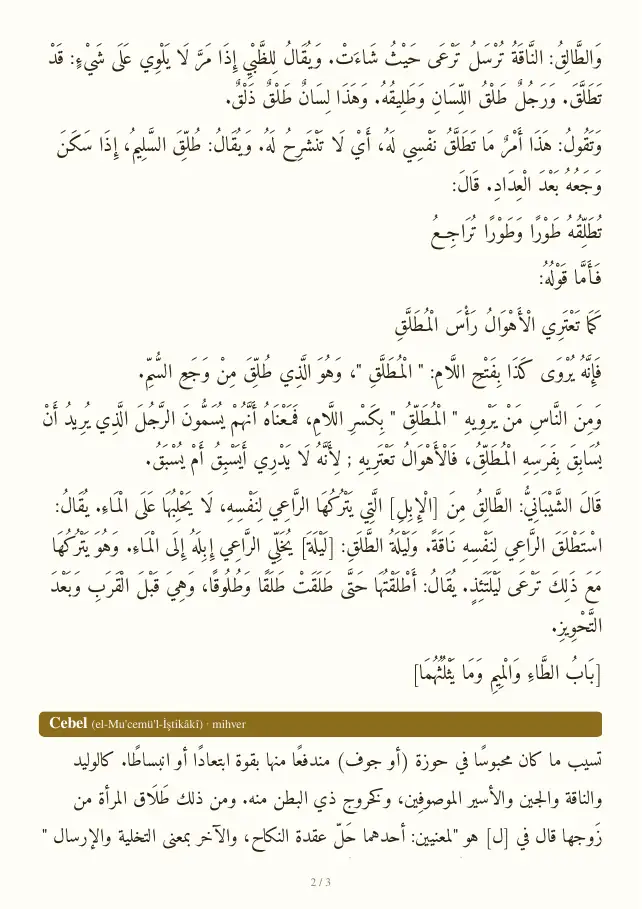 وَالطَّالِقُ: النَّاقَةُ تُرْسَلُ تَرْعَى حَيْثُ شَاءَتْ. وَيُقَالُ لِلظَّبْيِ إِذَا مَرَّ لَا يَلْوِي عَلَى شَيْءٍ: قَدْ
تَطَلَّقَ. وَرَجُلٌ طَلْقُ اللِّسَانِ وَطَلِيقُهُ. وَهَذَا لِسَانٌ طَلْقٌ ذَلْقٌ.
وَتَقُولُ: هَذَا أَمْرٌ مَا تَطَلَّقُ نَفْسِي لَهُ، أَيْ لَا تَنْشَرِحُ لَهُ. وَيُقَالُ: طُلِّقَ السَّلِيمُ، إِذَا سَكَنَ
وَجَعُهُ بَعْدَ الْعِدَادِ. قَالَ:
تُطَلِّقُهُ طَوْرًا وَطَوْرًا تُرَاجِعُ
فَأَمَّا قَوْلُهُ:
كَمَا تَعْتَرِي الْأَهْوَالُ رَأْسَ الْمُطَلَّقِ
فَإِنَّهُ يُرْوَى كَذَا بِفَتْحِ اللَّامِ: " الْمُطَلَّقِ "، وَهُوَ الَّذِي طُلِّقَ مِنْ وَجَعِ السُّمِّ.
وَمِنَ النَّاسِ مَنْ يَرْوِيهِ " الْمُطَلِّقُ " بِكَسْرِ اللَّامِ، فَمَعْنَاهُ أَنَّهُمْ يُسَمُّونَ الرَّجُلَ الَّذِي يُرِيدُ أَنْ
يُسَابِقَ بِفَرَسِهِ الْمُطَلِّقُ، فَالْأَهْوَالُ تَعْتَرِيهِ ; لِأَنَّهُ لَا يَدْرِي أَيَسْبِقُ أَمْ يُسْبَقُ.
قَالَ الشَّيْبَانِيُّ: الطَّالِقُ مِنَ [الْإِبِلِ] الَّتِي يَتْرُكُهَا الرَّاعِي لِنَفْسِهِ، لَا يَحْلِبُهَا عَلَى الْمَاءِ. يُقَالُ:
اسْتَطْلَقَ الرَّاعِي لِنَفْسِهِ نَاقَةً. وَلَيْلَةُ الطَّلَقِ: [لَيْلَةَ] يُخَلِّي الرَّاعِي إِبِلَهُ إِلَى الْمَاءِ. وَهُوَ يَتْرُكُهَا
مَعَ ذَلِكَ تَرْعَى لَيْلَتَئِذٍ. يُقَالُ: أَطْلَقْتُهَا حَتَّى طَلَقَتْ طَلَقًا وَطُلُوقًا، وَهِيَ قَبْلَ الْقَرَبِ وَبَعْدَ
التَّحْوِيزِ.
[بَابُ الطَّاءِ وَالْمِيمِ وَمَا يَثْلُثُهُمَا]
Cebel (el-Mu'cemü'l-İştikâkî) · mihver
تسيب ما كان محبوسًا في حوزة (أو جوف) مندفعًا منها بقوة ابتعادًا أو انبساطًا. كالوليد
والناقة والجبن والأسير الموصوفين، وكخروج ذي البطن منه. ومن ذلك طَلَاق المرأة من
زَوجها قال في [ل] هو "لمعنيين: أحدهما حَلّ عقدة النكاح، والآخر بمعنى التخلية والإرسال "
2 / 3